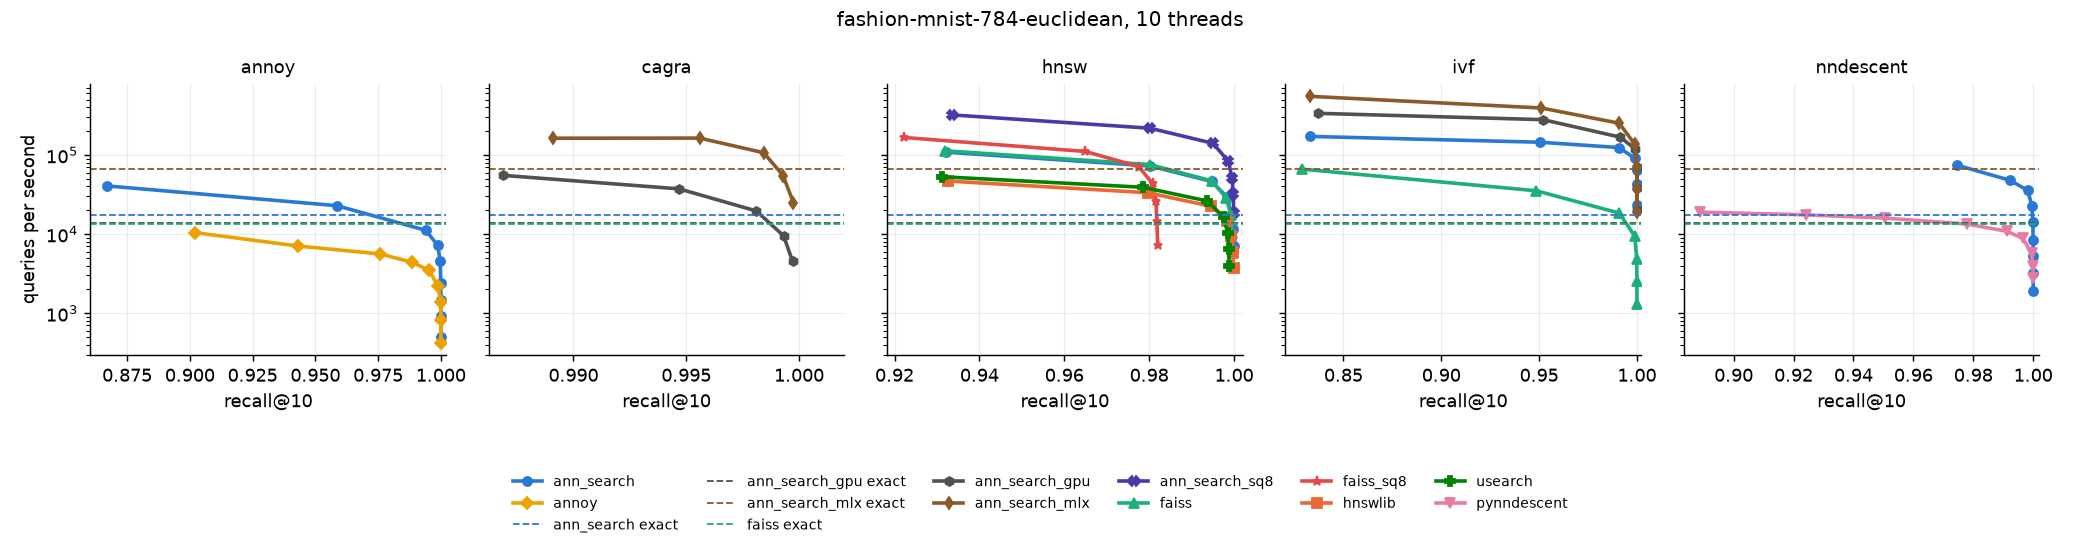 fashion-mnist-784-euclidean, 10 threads
annoy
cagra
hnsw
ivf
nndescent
queries per second
10^5
10^4
10^3
0.875 0.900 0.925 0.950 0.975 1.000
0.990 0.995 1.000
0.92 0.94 0.96 0.98 1.00
0.85 0.90 0.95 1.00
0.90 0.92 0.94 0.96 0.98 1.00
recall@10
recall@10
recall@10
recall@10
recall@10
ann_search
annoy
ann_search exact
ann_search_gpu exact
ann_search_mlx exact
faiss exact
ann_search_gpu
ann_search_mlx
ann_search_sq8
faiss
faiss_sq8
hnswlib
usearch
pynndescent